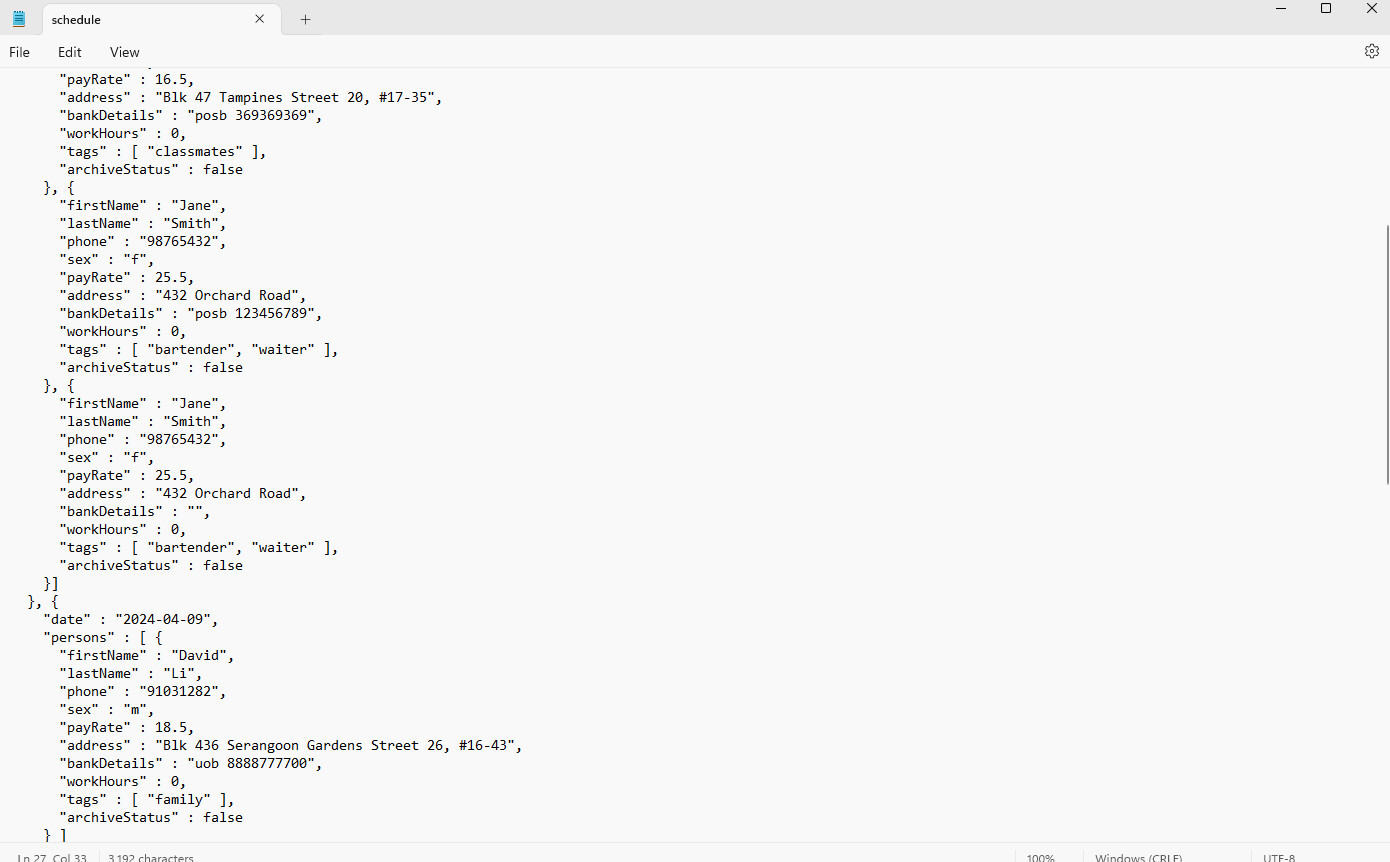 schedule
File Edit View
"payRate" : 16.5,
"address" : "Blk 47 Tampines Street 20, #17-35",
"bankDetails" : "posb 369369369",
"workHours" : 0,
"tags" : [ "classmates" ],
"archiveStatus" : false
}, {
"firstName" : "Jane",
"lastName" : "Smith",
"phone" : "98765432",
"sex" : "f",
"payRate" : 25.5,
"address" : "432 Orchard Road",
"bankDetails" : "posb 123456789",
"workHours" : 0,
"tags" : [ "bartender", "waiter" ],
"archiveStatus" : false
}, {
"firstName" : "Jane",
"lastName" : "Smith",
"phone" : "98765432",
"sex" : "f",
"payRate" : 25.5,
"address" : "432 Orchard Road",
"bankDetails" : "",
"workHours" : 0,
"tags" : [ "bartender", "waiter" ],
"archiveStatus" : false
}]
}, {
"date" : "2024-04-09",
"persons" : [ {
"firstName" : "David",
"lastName" : "Li",
"phone" : "91031282",
"sex" : "m",
"payRate" : 18.5,
"address" : "Blk 436 Serangoon Gardens Street 26, #16-43",
"bankDetails" : "uob 8888777700",
"workHours" : 0,
"tags" : [ "family" ],
"archiveStatus" : false
} ]
Ln 27, Col 33 3,192 characters 100% Windows (CRLF) UTF-8